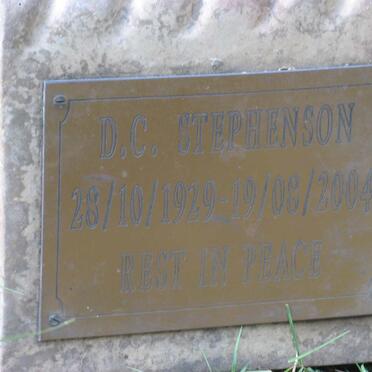 D.C. STEPHENSON
28/10/1929-19/08/2004
REST IN PEACE